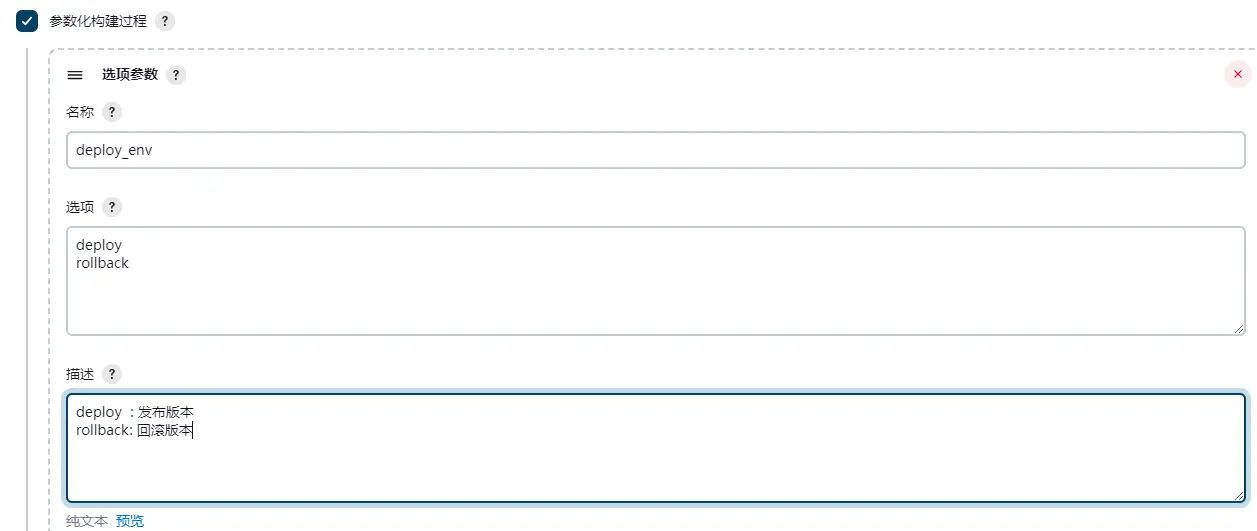 参数化构建过程 ?
选项参数 ?
名称 ?
deploy_env
选项 ?
deploy
rollback
描述 ?
deploy  : 发布版本
rollback: 回滚版本
纯文本 预览